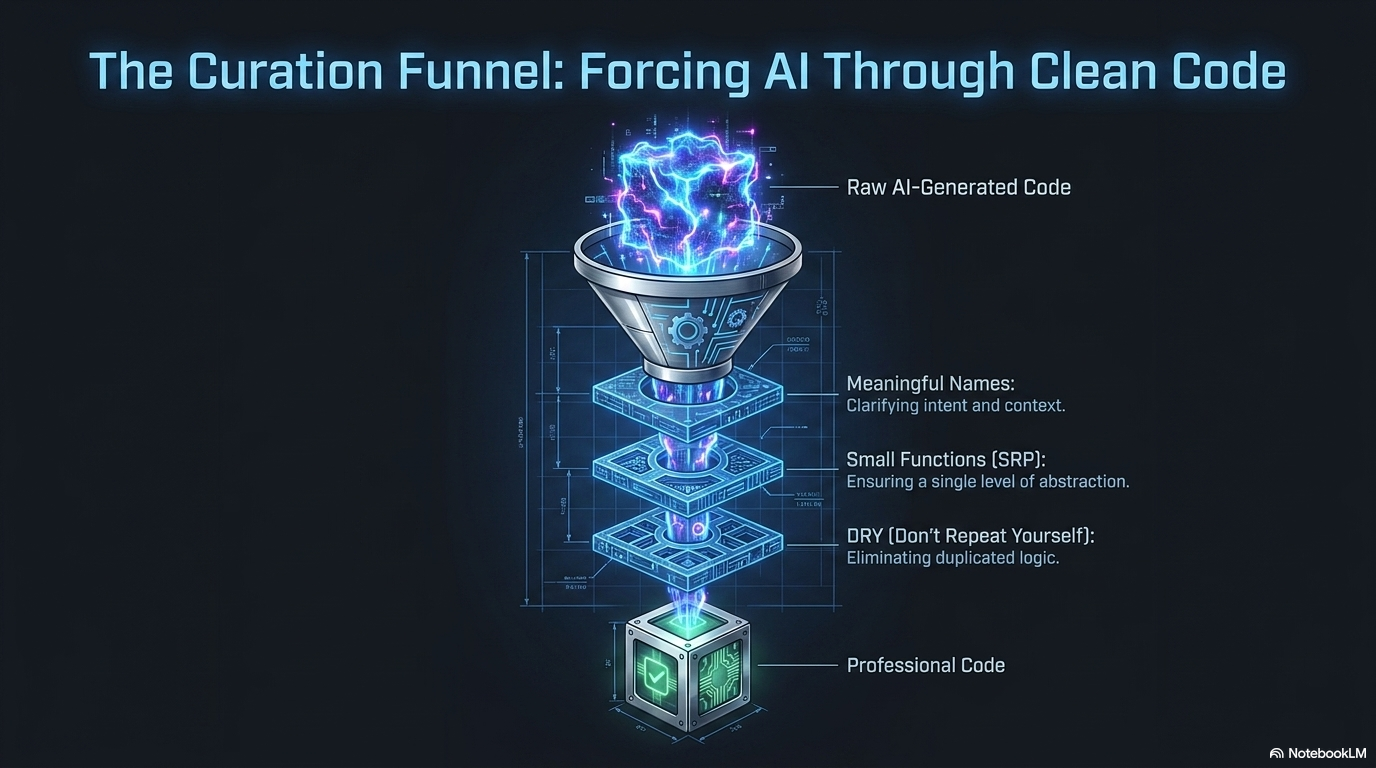 The Curation Funnel: Forcing AI Through Clean Code
Raw AI-Generated Code
Meaningful Names:
Clarifying intent and context.
Small Functions (SRP):
Ensuring a single level of abstraction.
DRY (Don't Repeat Yourself):
Eliminating duplicated logic.
Professional Code
NotebookLM